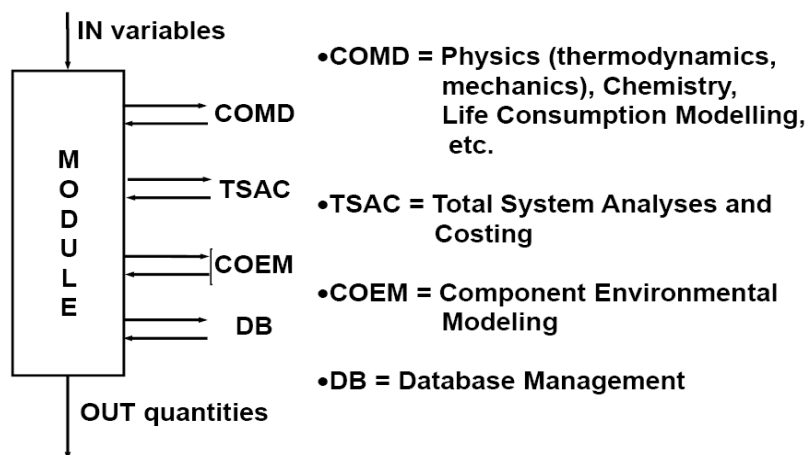 IN variables
MODULE
COMD
TSAC
COEM
DB
OUT quantities
•COMD = Physics (thermodynamics,
mechanics), Chemistry,
Life Consumption Modelling,
etc.
•TSAC = Total System Analyses and
Costing
•COEM = Component Environmental
Modeling
•DB = Database Management